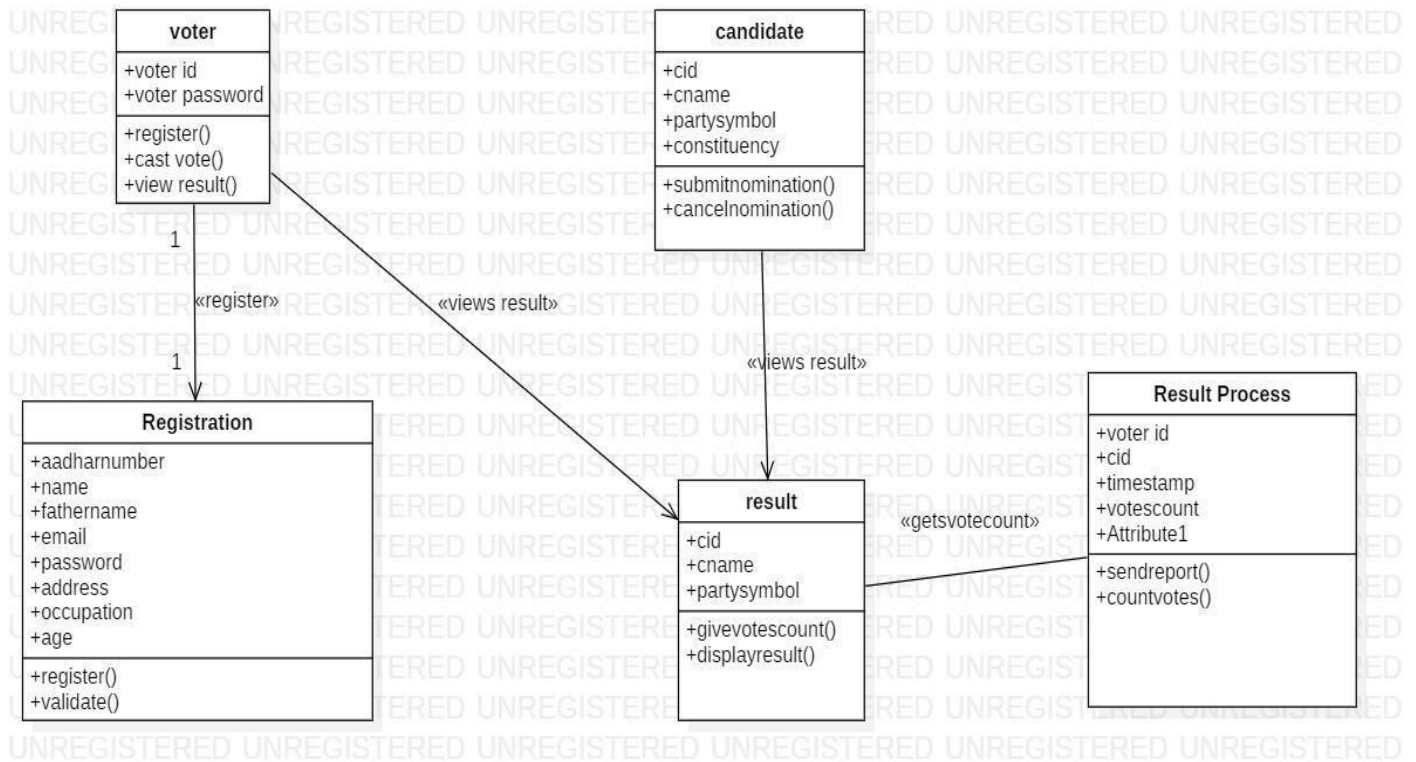 voter
+voter id
+voter password
+register()
+cast vote()
+view result()
candidate
+cid
+cname
+partysymbol
+constituency
+submitnomination()
+cancelnomination()
1
«register»
1
«views result»
«views result»
Registration
+aadharnumber
+name
+fathername
+email
+password
+address
+occupation
+age
+register()
+validate()
result
+cid
+cname
+partysymbol
+givevotescount()
+displayresult()
«getsvotecount»
Result Process
+voter id
+cid
+timestamp
+votescount
+Attribute1
+sendreport()
+countvotes()
UNREGISTERED